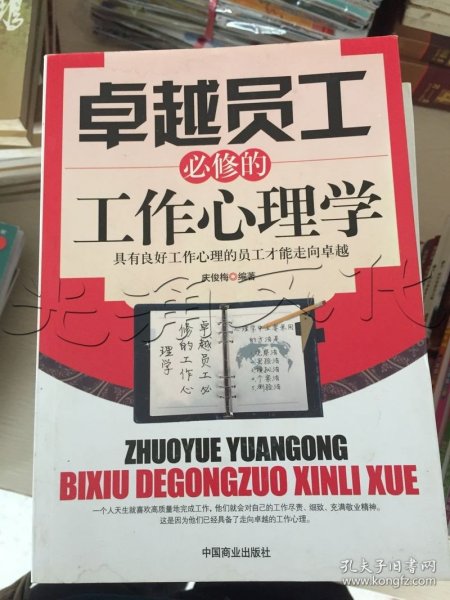 卓越员工
必修的
工作心理学
具有良好工作心理的员工才能走向卓越
庆俊梅 编著
卓越员工必
修的工作心
理学
ZHUOYUE YUANGONG
BIXIU DEGONGZUO XINLI XUE
一个人天生就喜欢高质量地完成工作，他们就会对自己的工作尽责、细致、充满敬业精神。
这是因为他们已经具备了走向卓越的工作心理。
中国商业出版社
孔夫子旧书网
www.kongfz.com